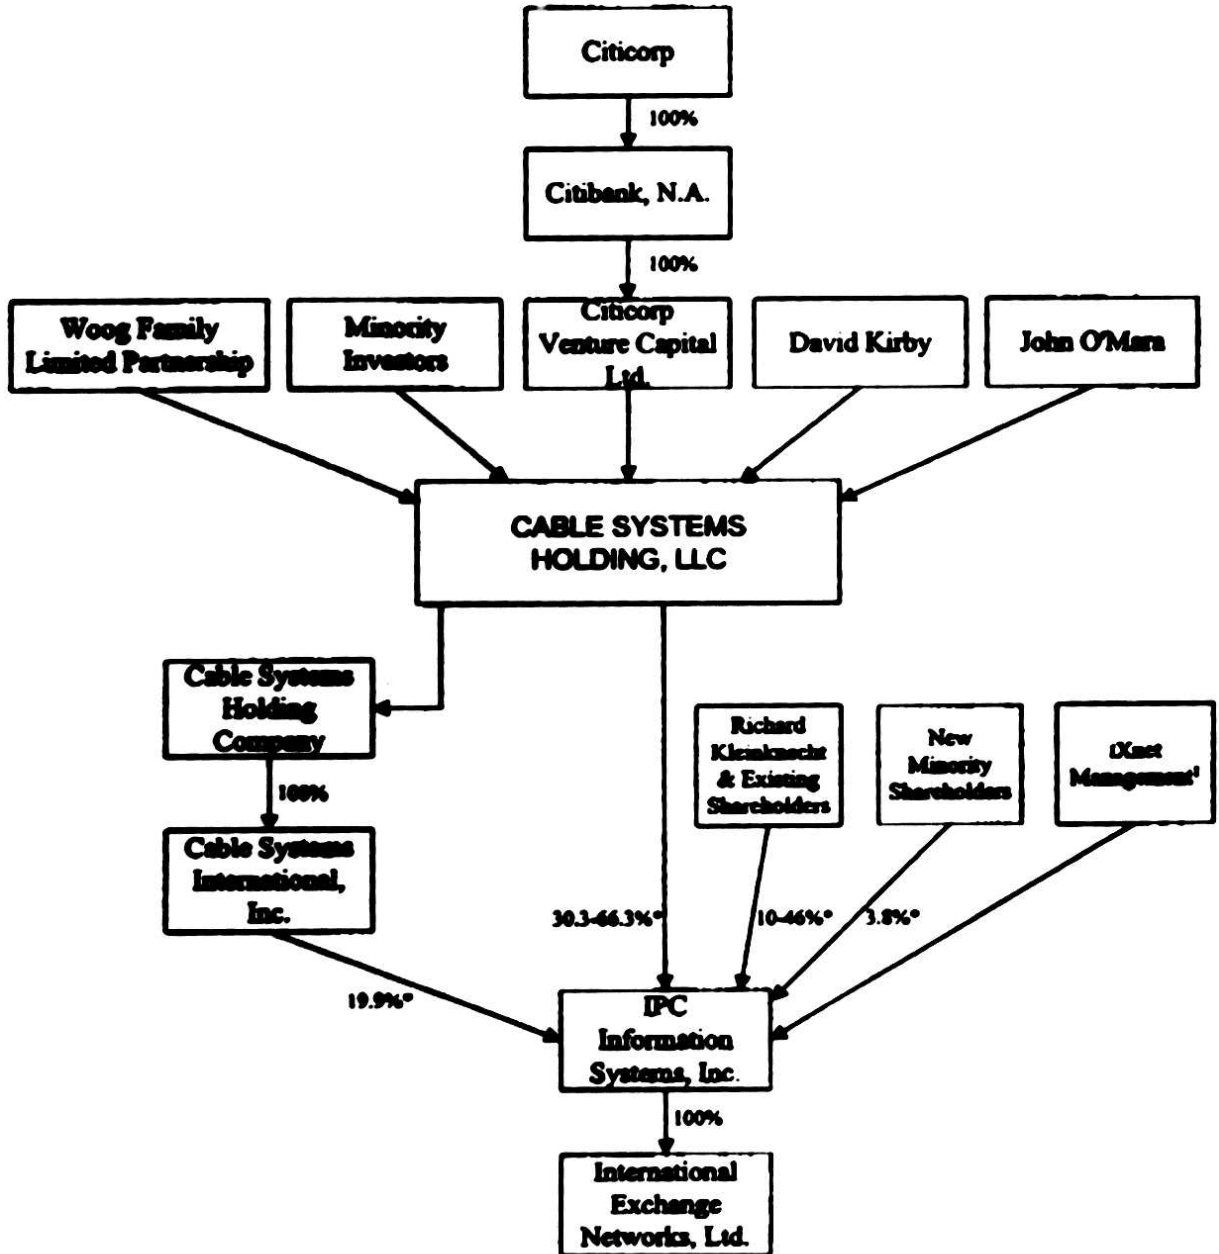 Citicorp
100%
Citibank, N.A.
100%
Woog Family
Limited Partnership
Minority
Investors
Citicorp
Venture Capital
Ltd.
David Kirby
John O'Mara
CABLE SYSTEMS
HOLDING, LLC
Cable Systems
Holding
Company
100%
Cable Systems
International,
Inc.
Richard
Kleinknecht
& Existing
Shareholders
New
Minority
Shareholders
iXnet
Management¹
30.3-66.3%*
10-46%*
3.8%*
19.9%*
IPC
Information
Systems, Inc.
100%
International
Exchange
Networks, Ltd.